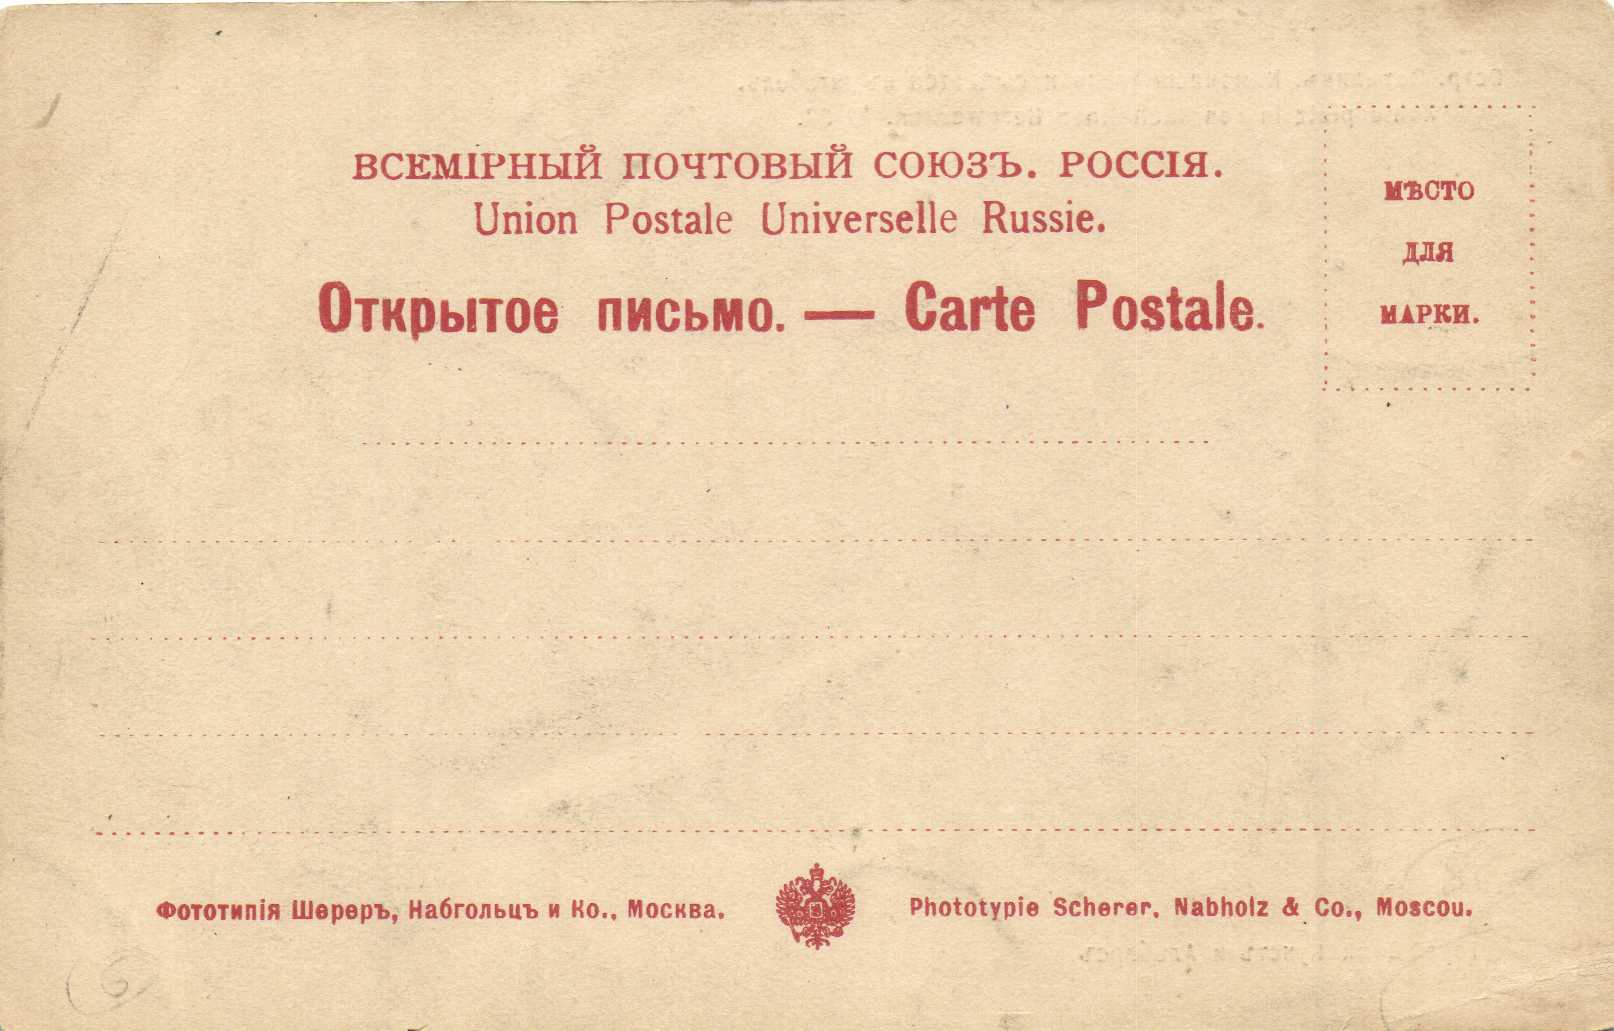 ВСЕМІРНЫЙ ПОЧТОВЫЙ СОЮЗЪ. РОССІЯ.
Union Postale Universelle Russie.
Открытое письмо. — Carte Postale.
МѢСТО
ДЛЯ
МАРКИ.
Фототипія Шереръ, Набгольцъ и Ко., Москва.
Phototypie Scherer, Nabholz & Co., Moscou.